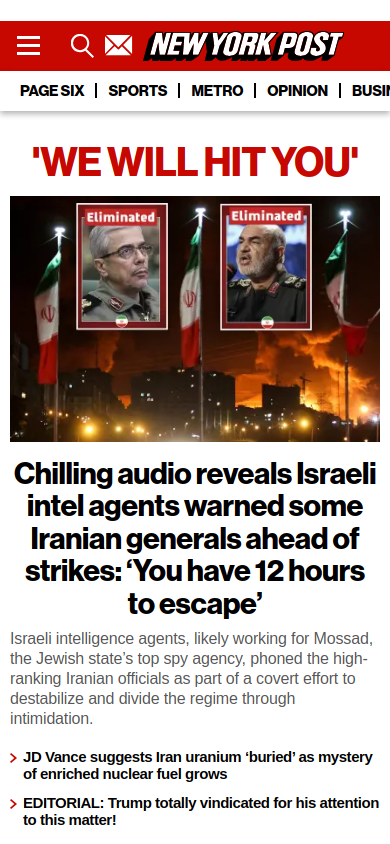 NEW YORK POST
PAGE SIX | SPORTS | METRO | OPINION |
'WE WILL HIT YOU'
Eliminated
Eliminated
Chilling audio reveals Israeli
intel agents warned some
Iranian generals ahead of
strikes: ‘You have 12 hours
to escape’
Israeli intelligence agents, likely working for Mossad,
the Jewish state’s top spy agency, phoned the high-
ranking Iranian officials as part of a covert effort to
destabilize and divide the regime through
intimidation.
JD Vance suggests Iran uranium ‘buried’ as mystery
of enriched nuclear fuel grows
EDITORIAL: Trump totally vindicated for his attention
to this matter!